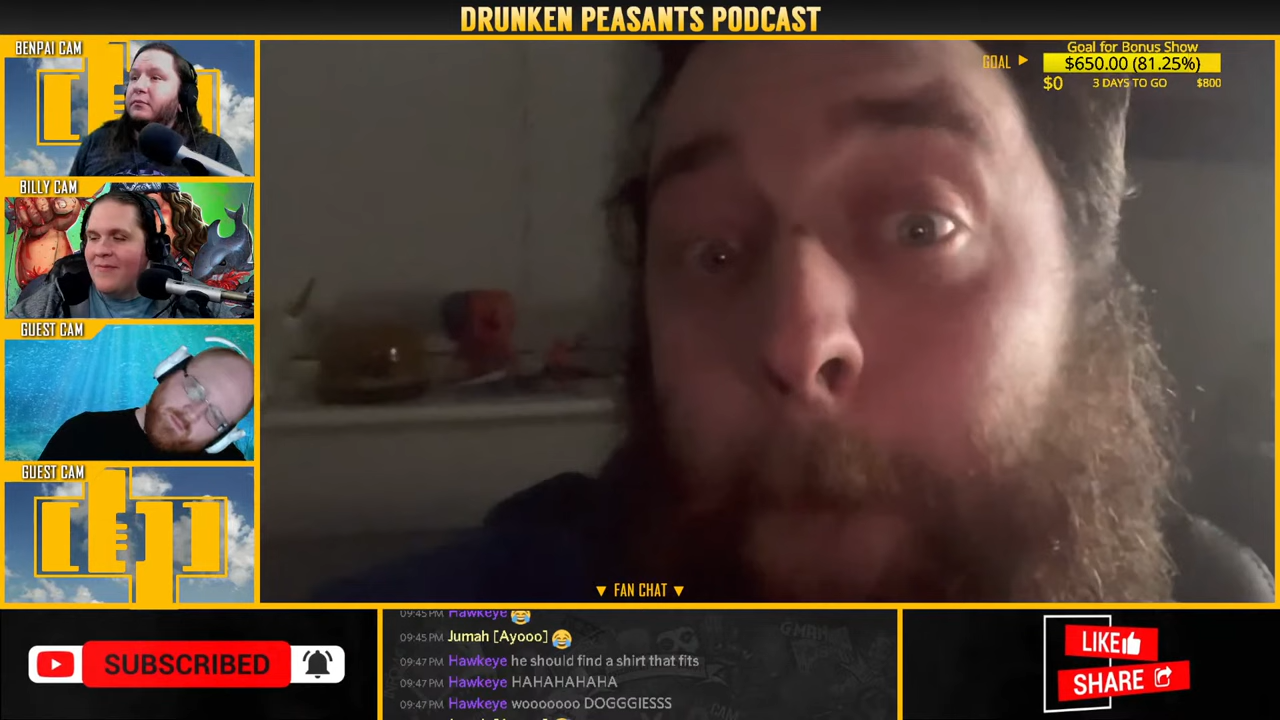 DRUNKEN PEASANTS PODCAST
BENPAI CAM
BILLY CAM
GUEST CAM
GUEST CAM
Goal for Bonus Show
GOAL
$650.00 (81.25%)
$0 3 DAYS TO GO $800
▼ FAN CHAT ▼
09:45 PM Hawkeye 😂
09:45 PM Jumah [Ayooo] 😂
09:47 PM Hawkeye he should find a shirt that fits
09:47 PM Hawkeye HAHAHAHAHA
09:47 PM Hawkeye wooooooo DOGGGIESSS
SUBSCRIBED
LIKE
SHARE